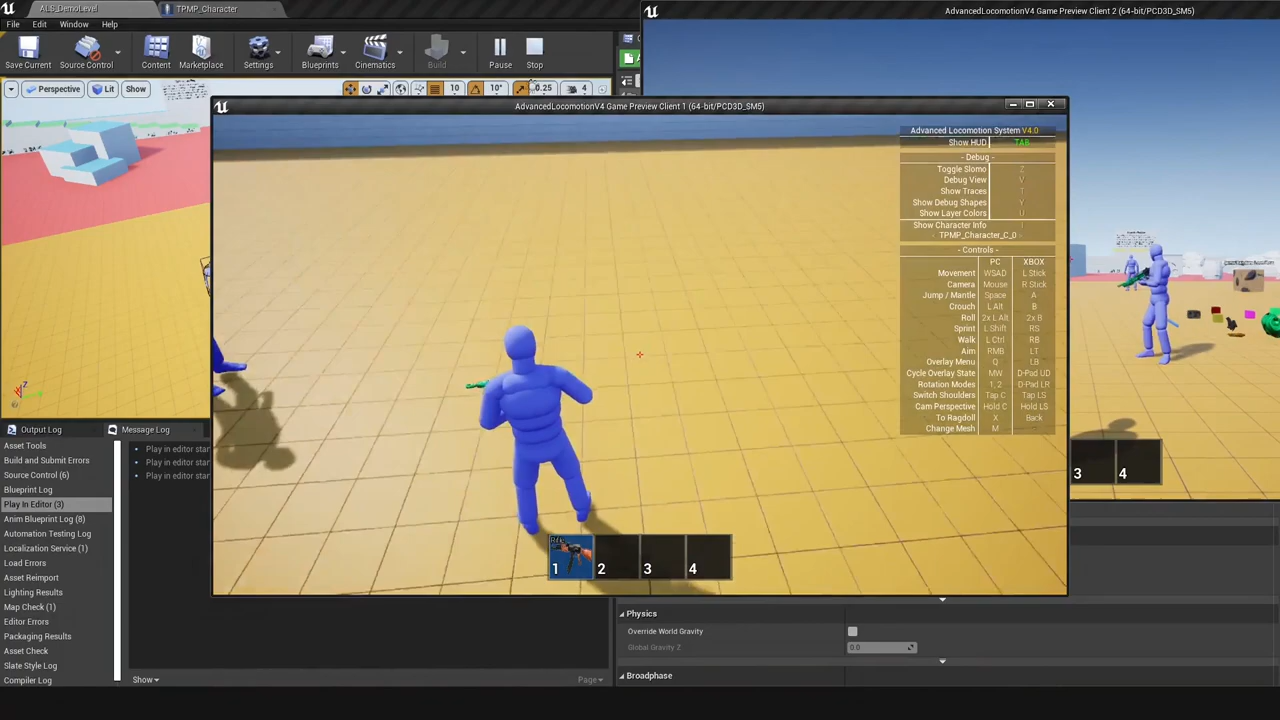 ALS_DemoLevel
TPMP_Character
File Edit Window Help
Save Current
Source Control
Content
Marketplace
Settings
Blueprints
Cinematics
Build
Pause
Stop
Perspective
Lit
Show
10
10°
0.25
4
AdvancedLocomotionV4 Game Preview Client 2 (64-bit/PCD3D_SM5)
AdvancedLocomotionV4 Game Preview Client 1 (64-bit/PCD3D_SM5)
Advanced Locomotion System V4.0
Show HUD TAB
- Debug -
Toggle Slomo Z
Debug View V
Show Traces T
Show Debug Shapes Y
Show Layer Colors U
Show Character Info I
- TPMP_Character_C_0 -
- Controls -
PC XBOX
Movement WSAD L Stick
Camera Mouse R Stick
Jump / Mantle Space A
Crouch L Alt B
Roll 2x L Alt 2x B
Sprint L Shift RS
Walk L Ctrl RB
Aim RMB LT
Overlay Menu Q LB
Cycle Overlay State MW D-Pad UD
Rotation Modes 1, 2 D-Pad LR
Switch Shoulders Tap C Tap LS
Cam Perspective Hold C Hold LS
To Ragdoll X Back
Change Mesh M
Rifle
1 2 3 4
3 4
Output Log
Message Log
Asset Tools
Build and Submit Errors
Source Control (6)
Blueprint Log
Play In Editor (3)
Anim Blueprint Log (8)
Automation Testing Log
Localization Service (1)
Load Errors
Asset Reimport
Lighting Results
Map Check (1)
Editor Errors
Packaging Results
Asset Check
Slate Style Log
Compiler Log
Play in editor star
Play in editor star
Play in editor star
Show
Page
Physics
Override World Gravity
Global Gravity Z 0.0
Broadphase